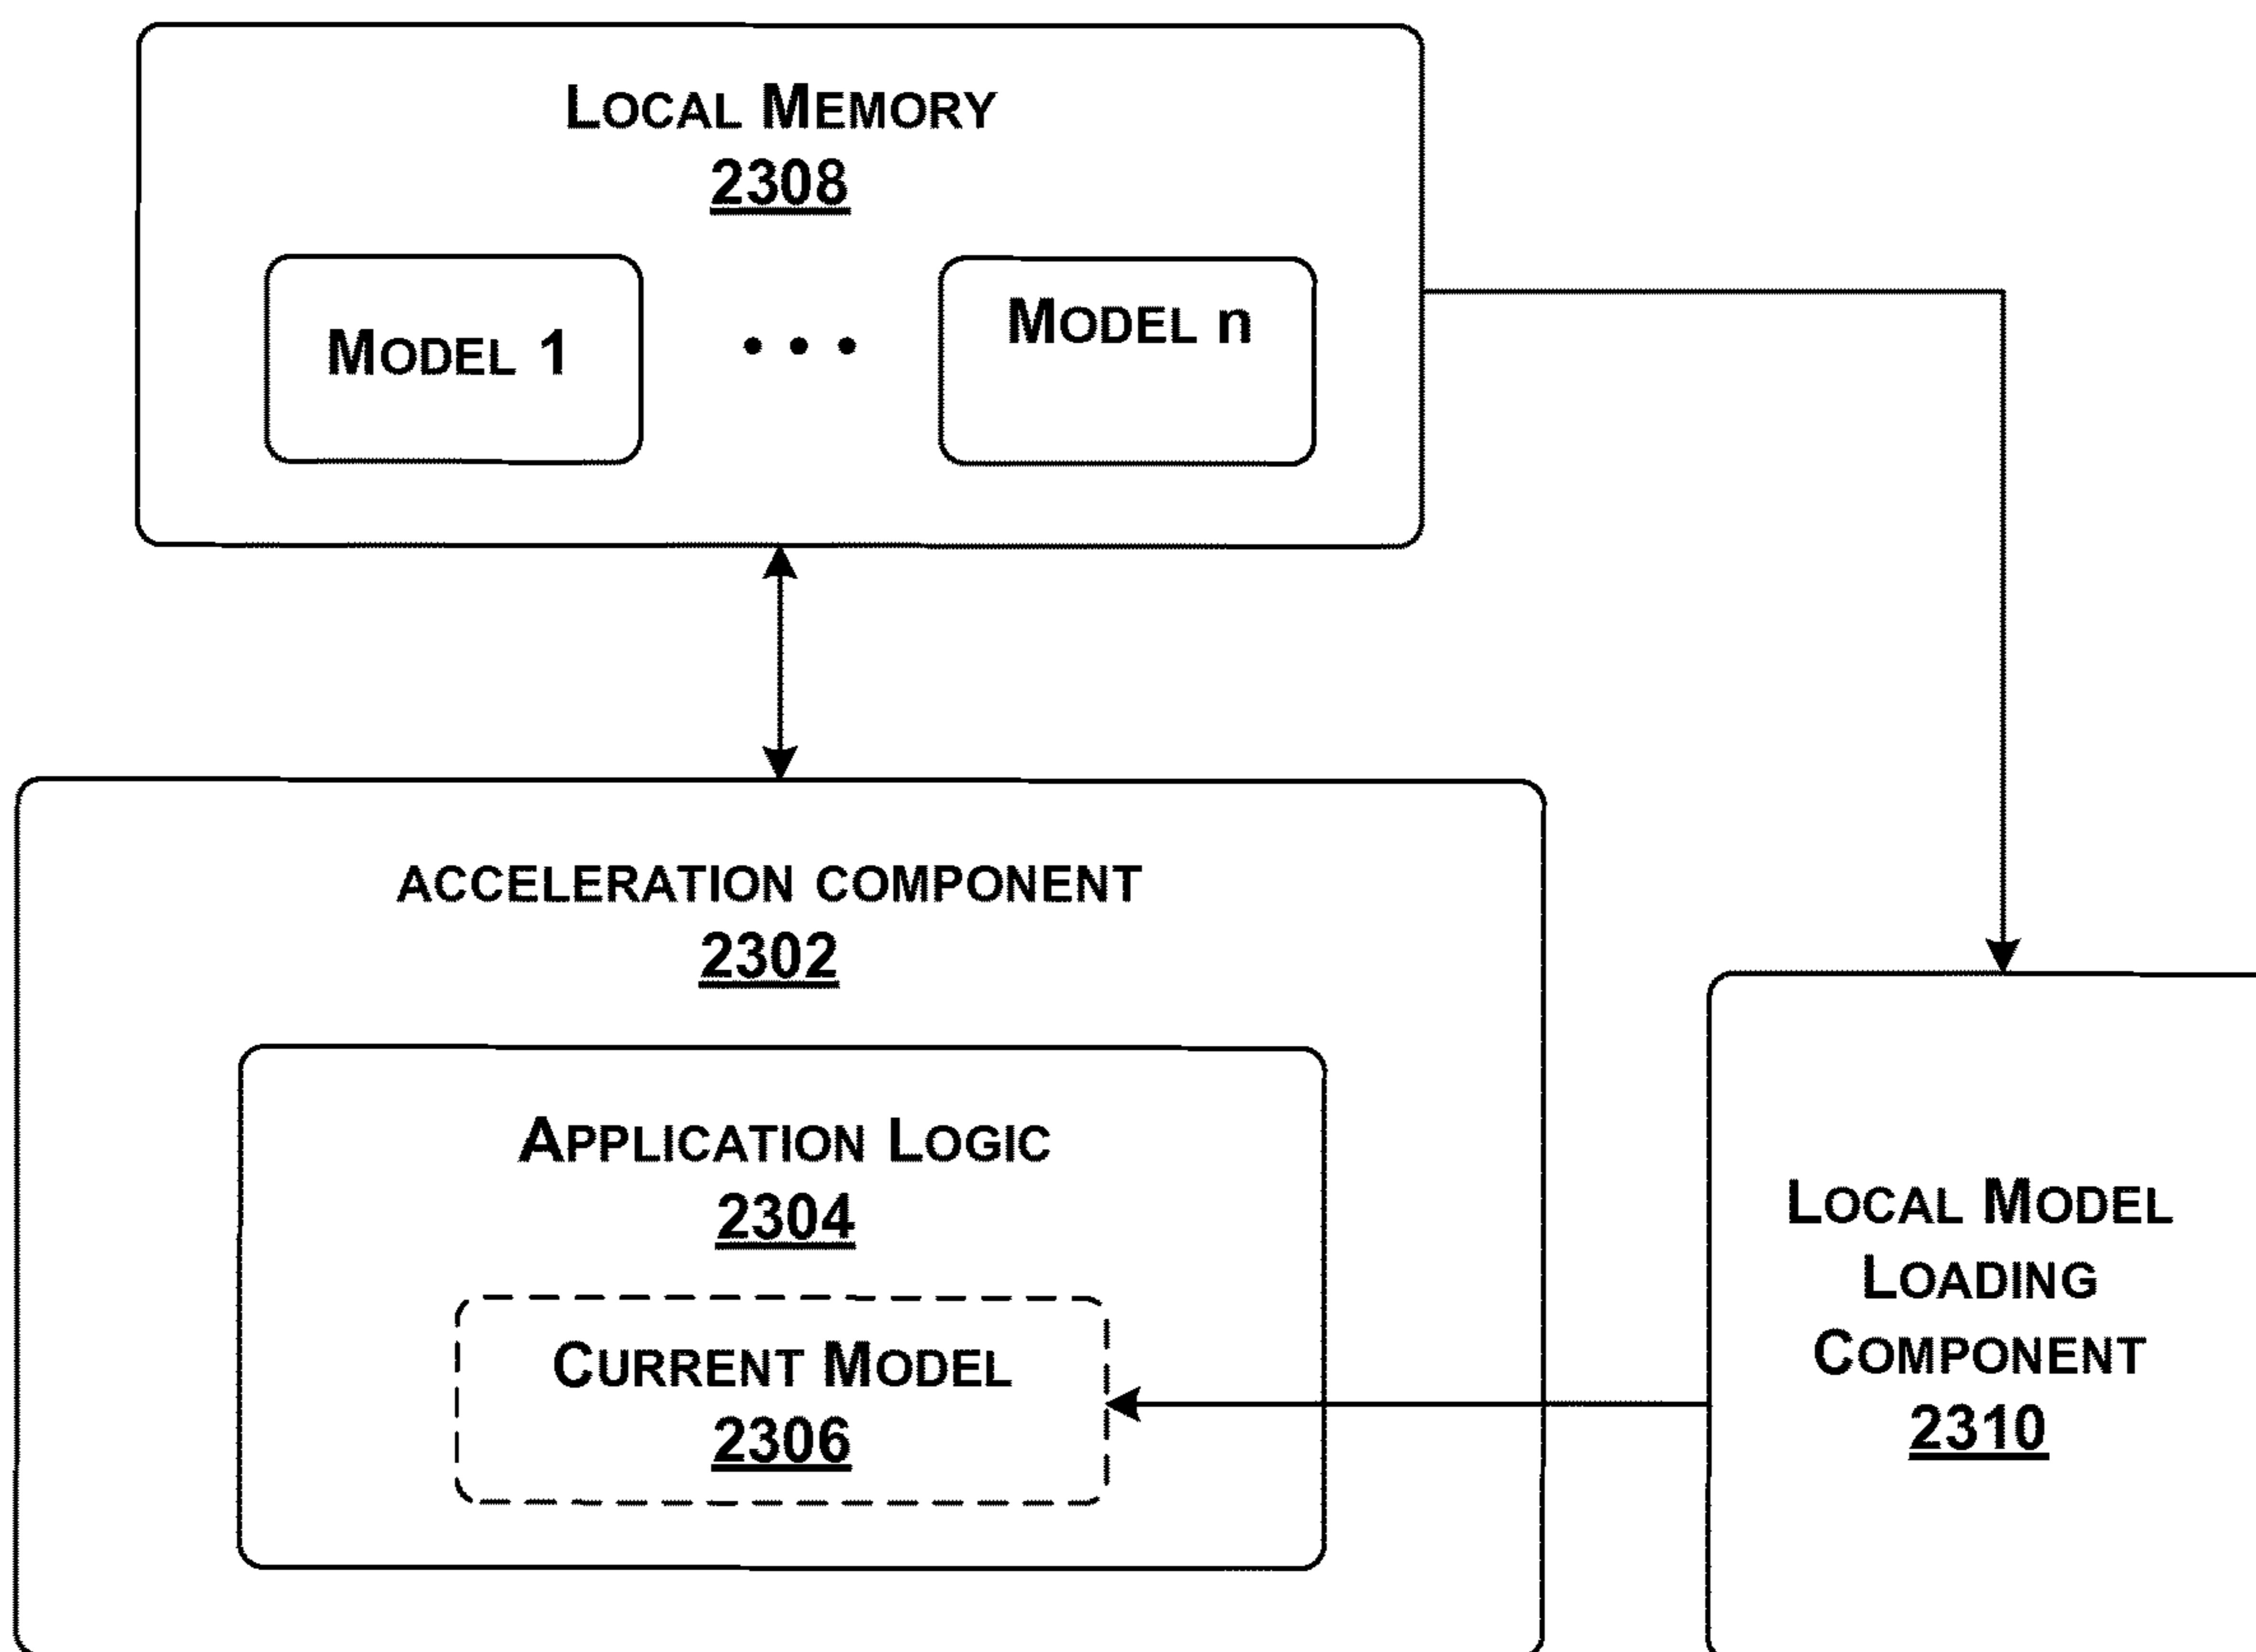 LOCAL MEMORY
2308
MODEL 1
• • •
MODEL n
ACCELERATION COMPONENT
2302
APPLICATION LOGIC
2304
CURRENT MODEL
2306
LOCAL MODEL
LOADING
COMPONENT
2310